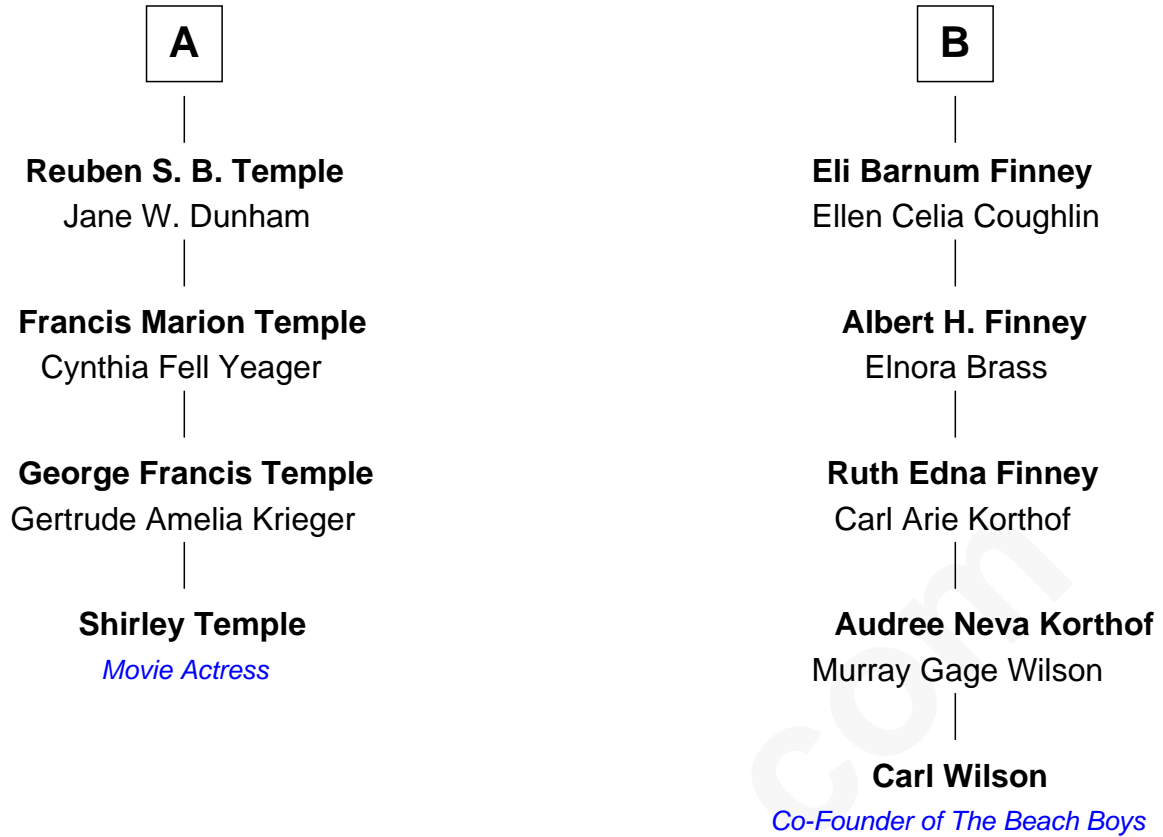 A
Reuben S. B. Temple
Jane W. Dunham
Francis Marion Temple
Cynthia Fell Yeager
George Francis Temple
Gertrude Amelia Krieger
Shirley Temple
Movie Actress
B
Eli Barnum Finney
Ellen Celia Coughlin
Albert H. Finney
Elnora Brass
Ruth Edna Finney
Carl Arie Korthof
Audree Neva Korthof
Murray Gage Wilson
Carl Wilson
Co-Founder of The Beach Boys
com